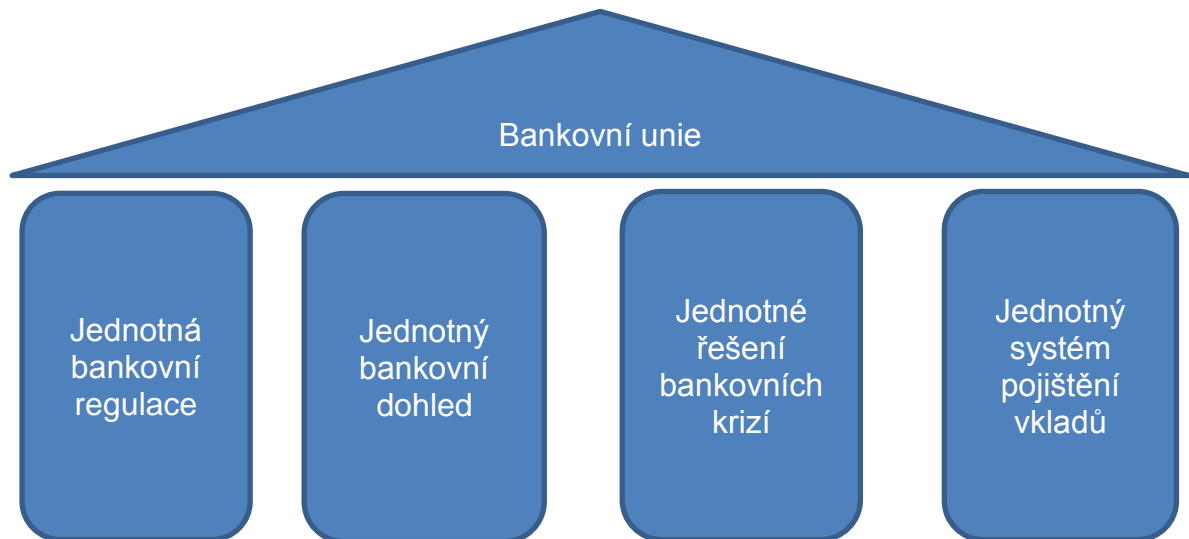 Bankovní unie
Jednotná
bankovní
regulace
Jednotný
bankovní
dohled
Jednotné
řešení
bankovních
krizí
Jednotný
systém
pojištění
vkladů